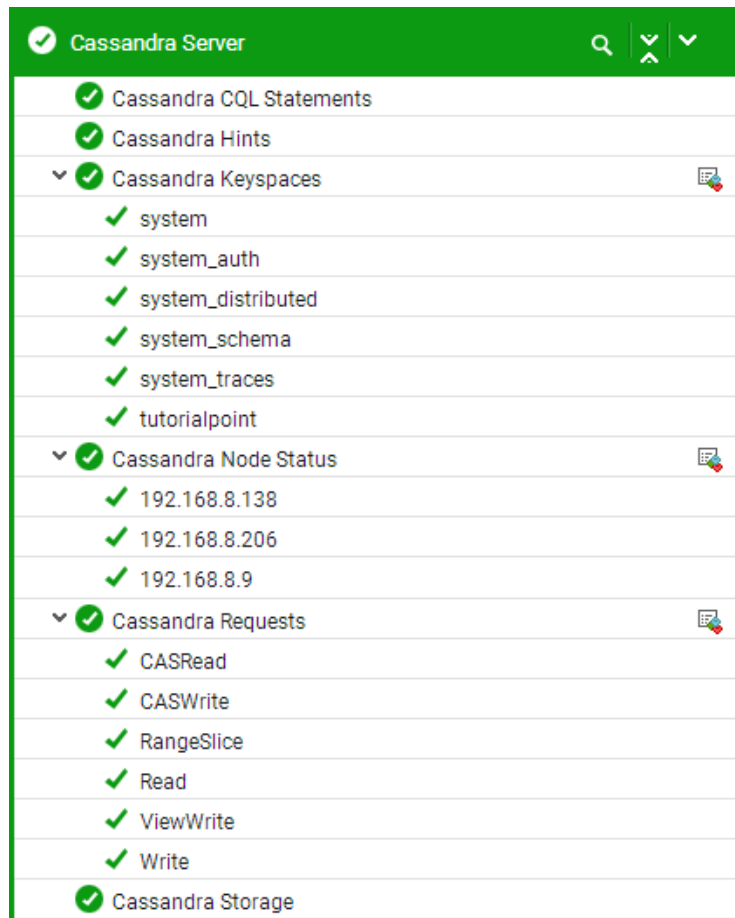 Cassandra Server
Cassandra CQL Statements
Cassandra Hints
Cassandra Keyspaces
system
system_auth
system_distributed
system_schema
system_traces
tutorialpoint
Cassandra Node Status
192.168.8.138
192.168.8.206
192.168.8.9
Cassandra Requests
CASRead
CASWrite
RangeSlice
Read
ViewWrite
Write
Cassandra Storage